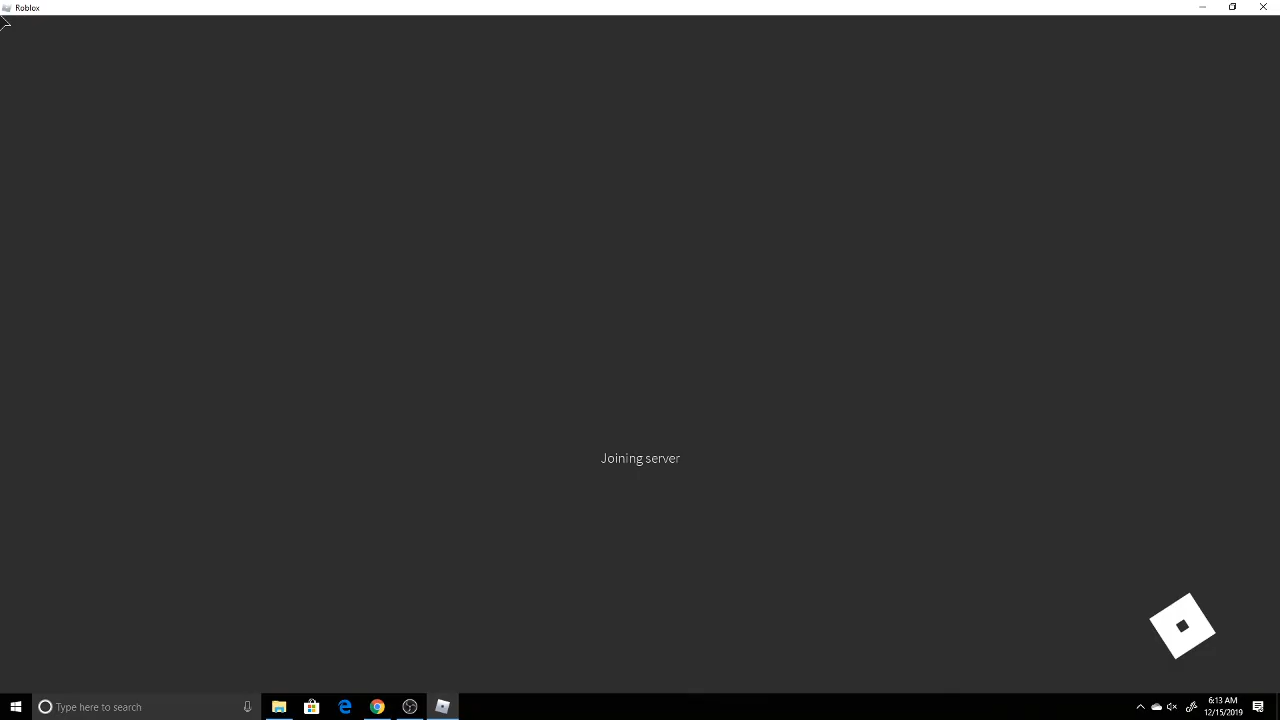 Roblox
Joining server
Type here to search
6:13 AM
12/15/2019